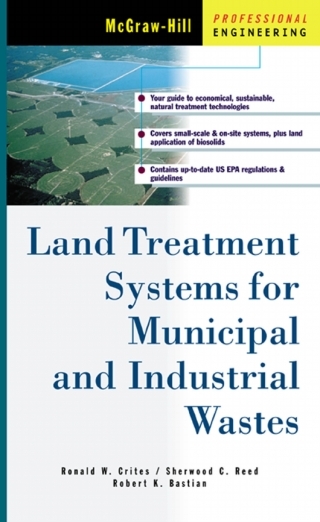 McGraw-Hill
PROFESSIONAL
ENGINEERING
Your guide to economical, sustainable,
natural treatment technologies
Covers small-scale & on-site systems, plus land
application of biosolids
Contains up-to-date US EPA regulations &
guidelines
Land Treatment
Systems for
Municipal
and Industrial
Wastes
Ronald W. Crites / Sherwood C. Reed
Robert K. Bastian